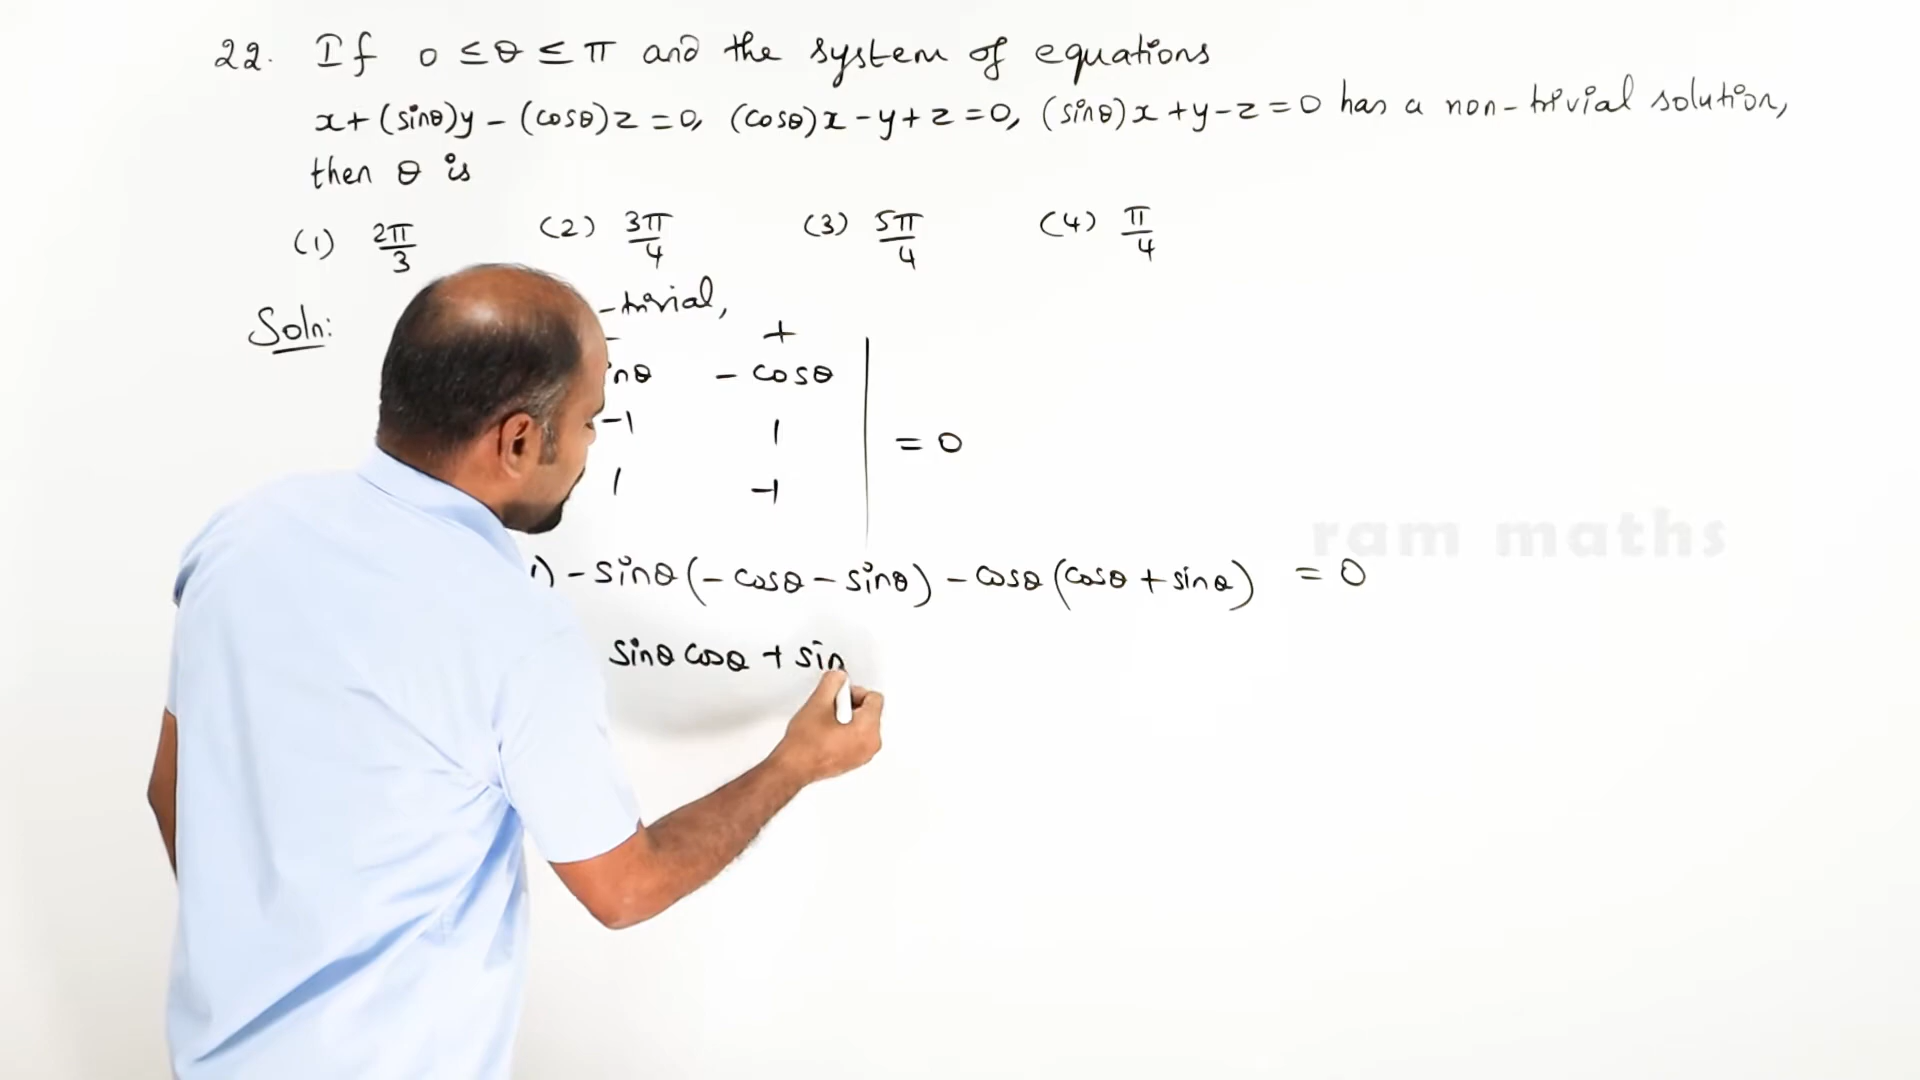 22. If 0 ≤ θ ≤ π and the system of equations
x + (sinθ)y − (cosθ)z = 0, (cosθ)x − y + z = 0, (sinθ)x + y − z = 0 has a non-trivial solution,
then θ is
(1) 2π/3 (2) 3π/4 (3) 5π/4 (4) π/4
Soln: -trivial,
- +
inθ − cosθ
−1 1 = 0
1 −1
ram maths
1) − sinθ(− cosθ − sinθ) − cosθ(cosθ + sinθ) = 0
sinθ cosθ + sin